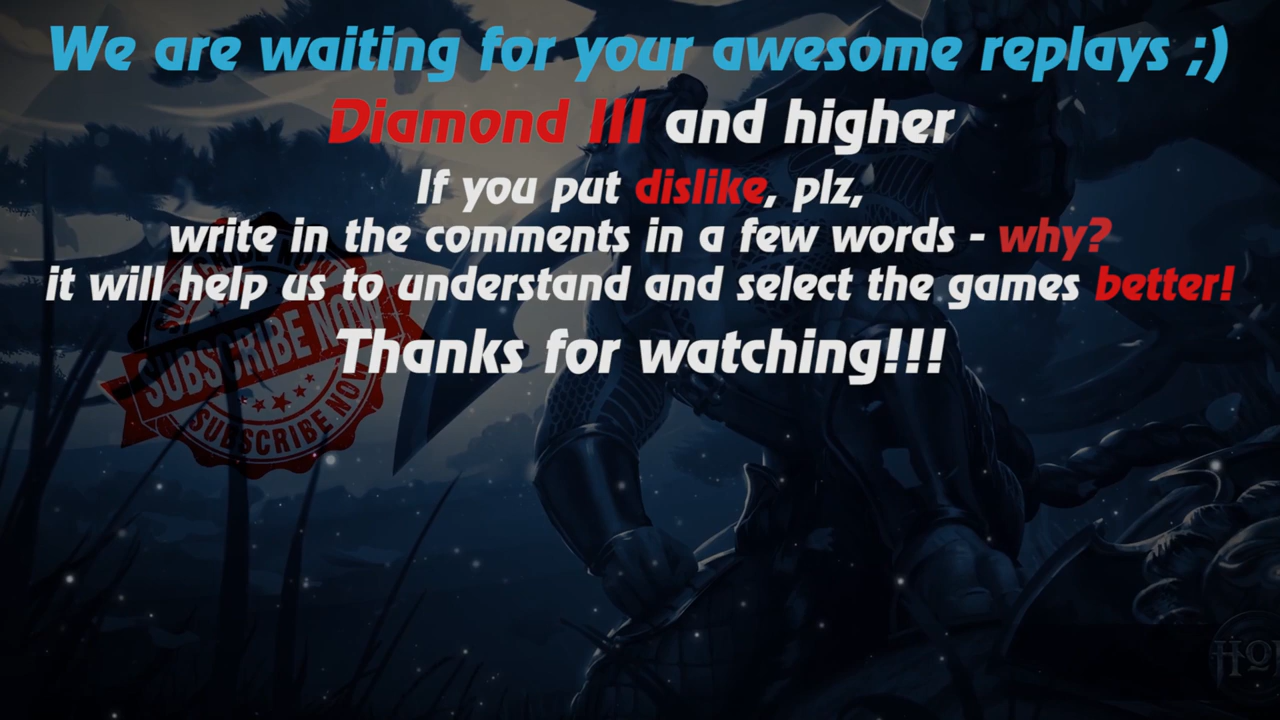 We are waiting for your awesome replays ;)
Diamond III and higher
If you put dislike, plz,
write in the comments in a few words - why?
it will help us to understand and select the games better!
Thanks for watching!!!
SUBSCRIBE NOW
SUBSCRIBE NOW
SUBSCRIBE NOW